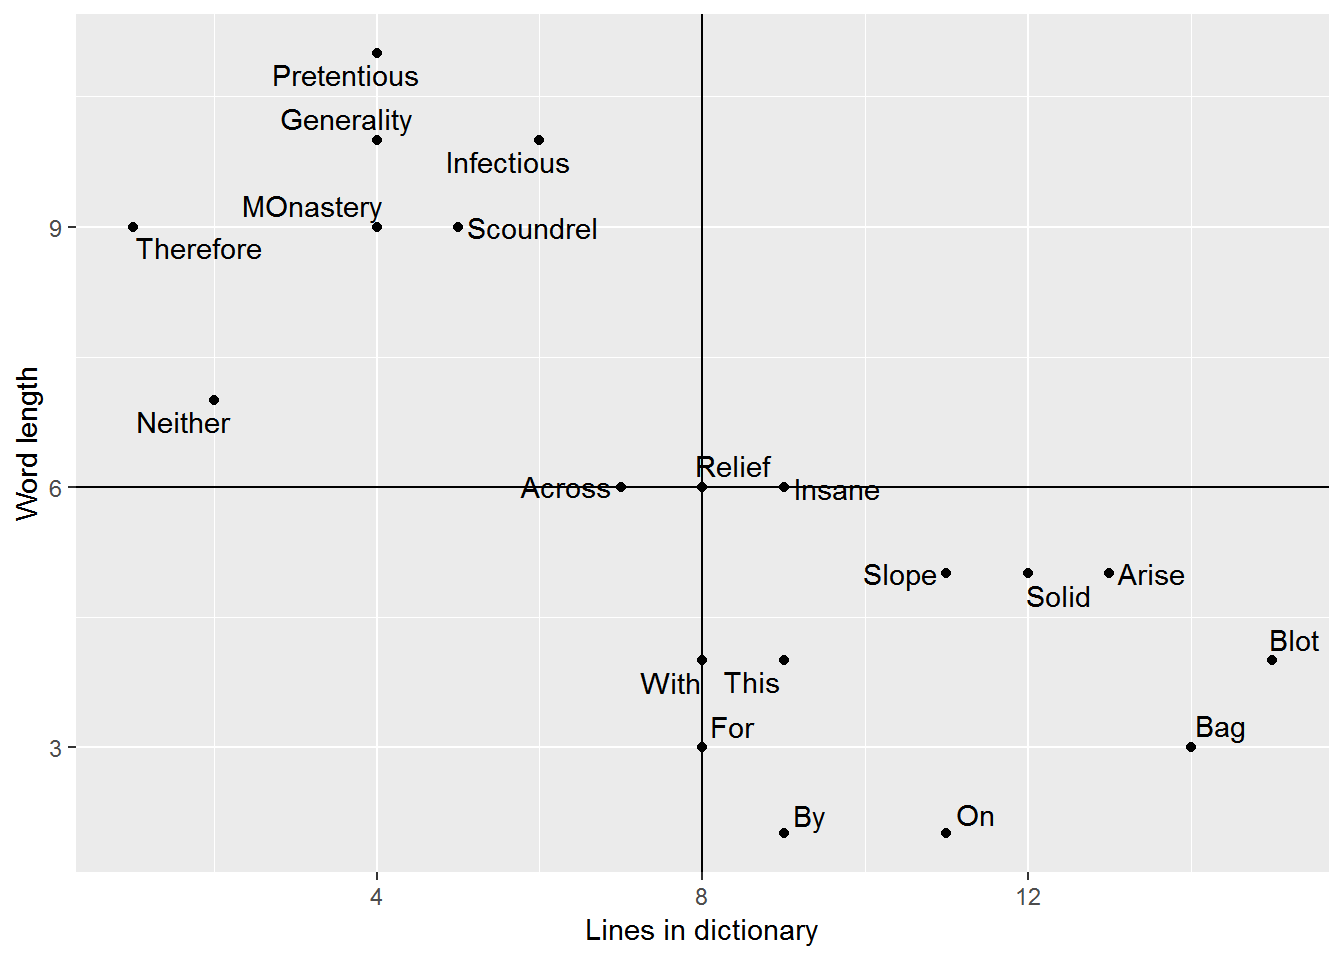 Pretentious
Generality
Infectious
MOnastery
9
Scoundrel
Therefore
Word length
Neither
Relief
6
Across
Insane
Slope
Arise
Solid
Blot
With
This
For
Bag
3
By
On
4
8
12
Lines in dictionary